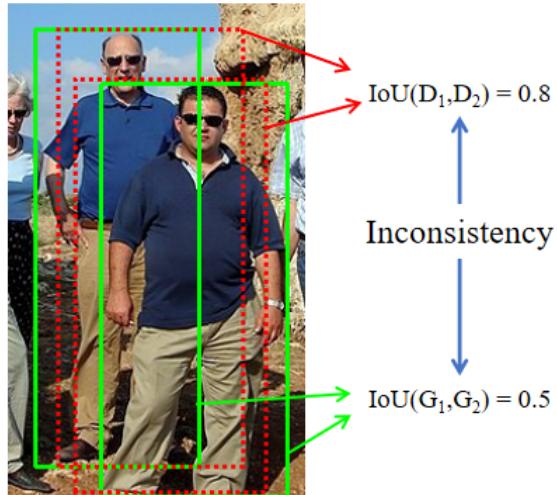 IoU(D₁,D₂) = 0.8
Inconsistency
IoU(G₁,G₂) = 0.5